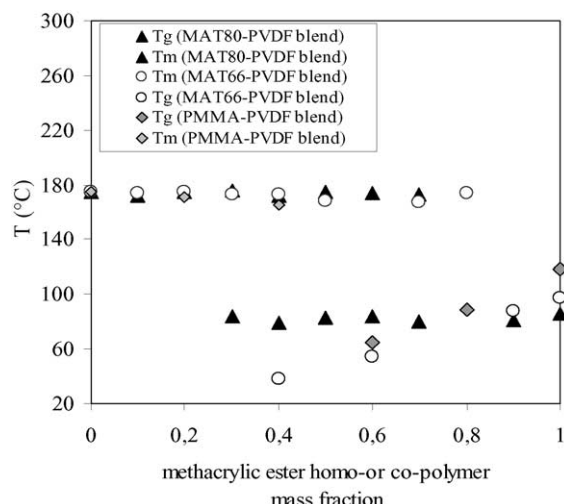 300
260
220
180
140
100
60
20
T (°C)
Tg (MAT80-PVDF blend)
Tm (MAT80-PVDF blend)
Tm (MAT66-PVDF blend)
Tg (MAT66-PVDF blend)
Tg (PMMA-PVDF blend)
Tm (PMMA-PVDF blend)
0 0,2 0,4 0,6 0,8 1
methacrylic ester homo-or co-polymer
mass fraction